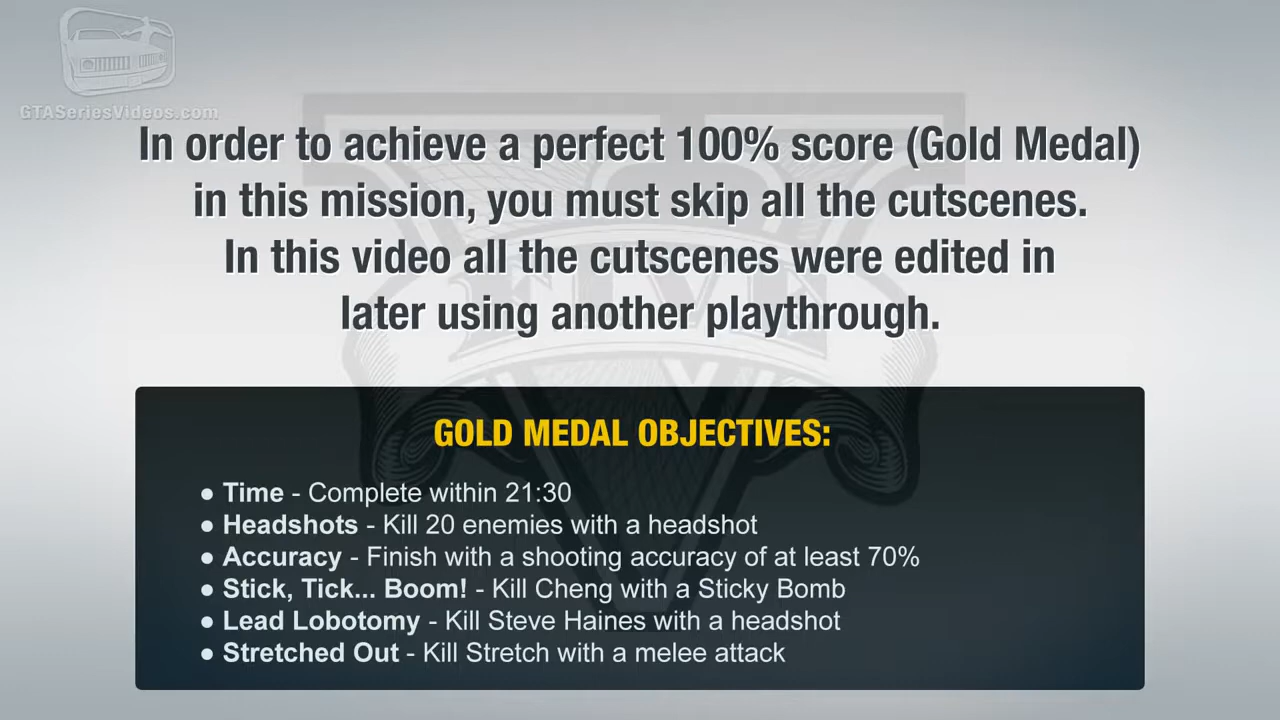 GTASeriesVideos.com
In order to achieve a perfect 100% score (Gold Medal)
in this mission, you must skip all the cutscenes.
In this video all the cutscenes were edited in
later using another playthrough.
FIVE
GOLD MEDAL OBJECTIVES:
● Time - Complete within 21:30
● Headshots - Kill 20 enemies with a headshot
● Accuracy - Finish with a shooting accuracy of at least 70%
● Stick, Tick... Boom! - Kill Cheng with a Sticky Bomb
● Lead Lobotomy - Kill Steve Haines with a headshot
● Stretched Out - Kill Stretch with a melee attack